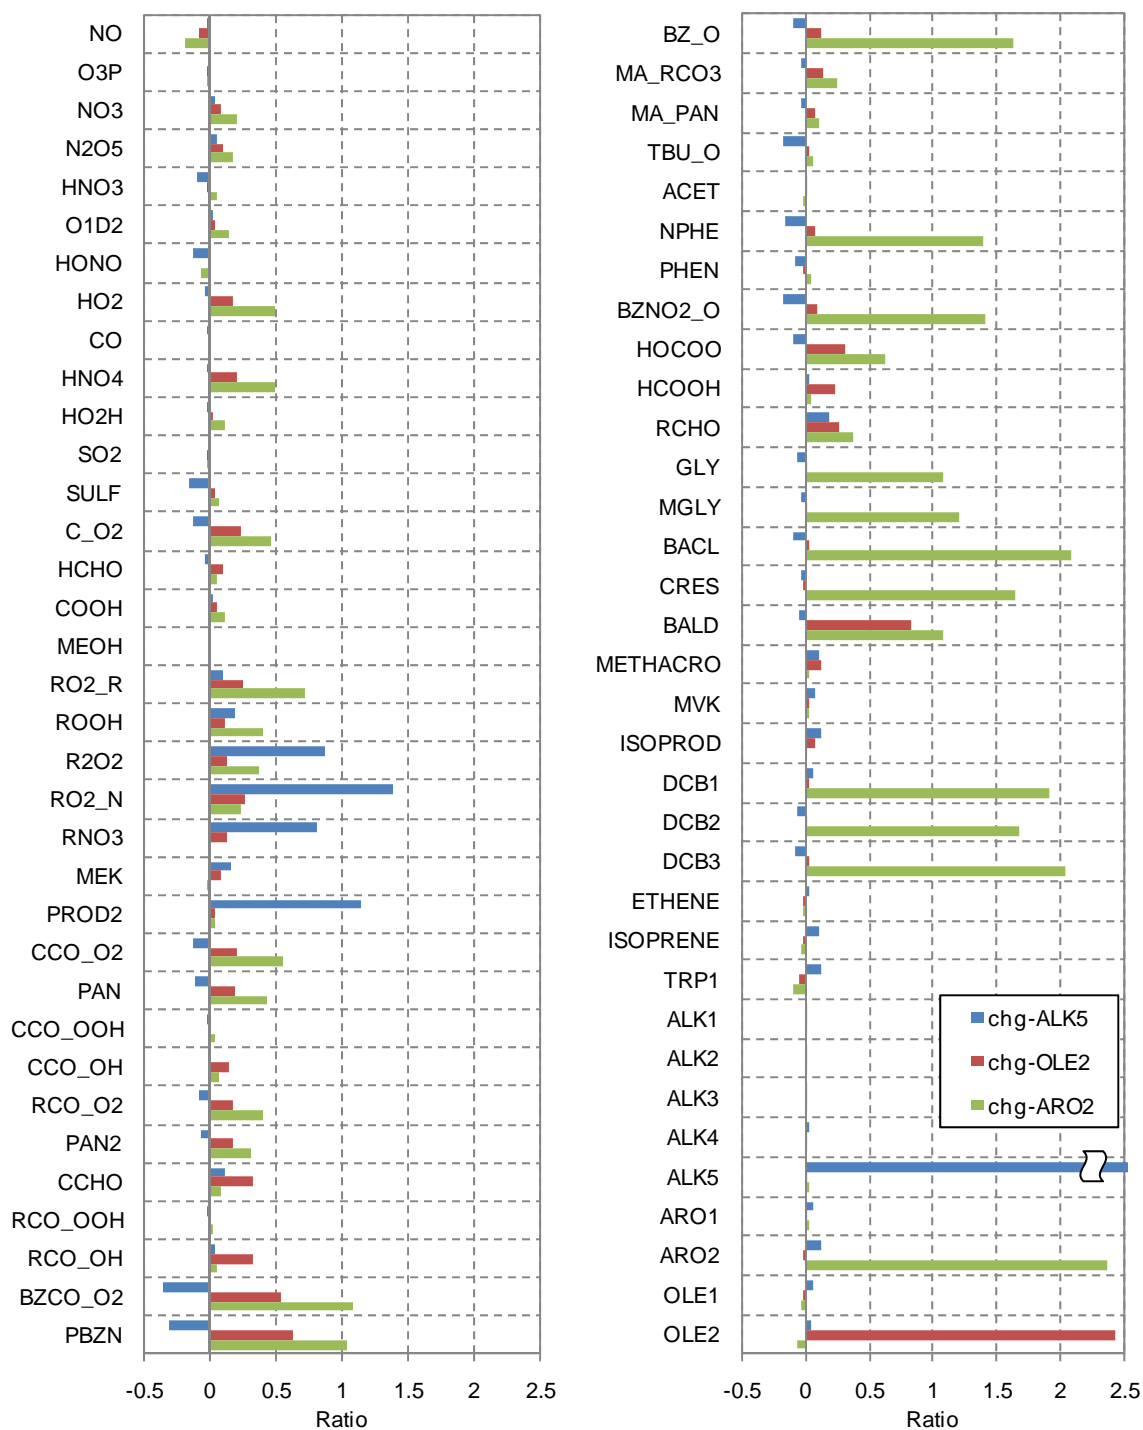 NO
O3P
NO3
N2O5
HNO3
O1D2
HONO
HO2
CO
HNO4
HO2H
SO2
SULF
C_O2
HCHO
COOH
MEOH
RO2_R
ROOH
R2O2
RO2_N
RNO3
MEK
PROD2
CCO_O2
PAN
CCO_OOH
CCO_OH
RCO_O2
PAN2
CCHO
RCO_OOH
RCO_OH
BZCO_O2
PBZN
-0.5 0 0.5 1 1.5 2 2.5
Ratio
BZ_O
MA_RCO3
MA_PAN
TBU_O
ACET
NPHE
PHEN
BZNO2_O
HOCOO
HCOOH
RCHO
GLY
MGLY
BACL
CRES
BALD
METHACRO
MVK
ISOPROD
DCB1
DCB2
DCB3
ETHENE
ISOPRENE
TRP1
ALK1
ALK2
ALK3
ALK4
ALK5
ARO1
ARO2
OLE1
OLE2
chg-ALK5
chg-OLE2
chg-ARO2
-0.5 0 0.5 1 1.5 2 2.5
Ratio